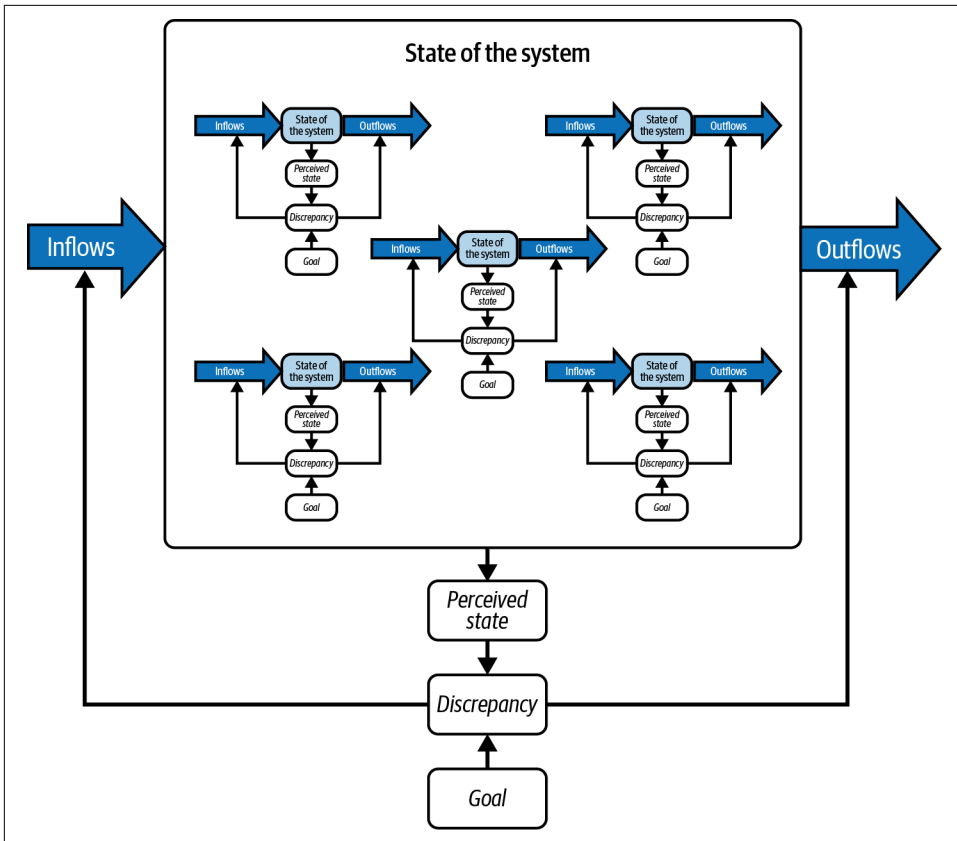 State of the system
Inflows
State of
the system
Outflows
Perceived
state
Discrepancy
Goal
Inflows
State of
the system
Outflows
Perceived
state
Discrepancy
Goal
Inflows
Outflows
Inflows
State of
the system
Outflows
Perceived
state
Discrepancy
Goal
Inflows
State of
the system
Outflows
Perceived
state
Discrepancy
Goal
Inflows
State of
the system
Outflows
Perceived
state
Discrepancy
Goal
Perceived
state
Discrepancy
Goal